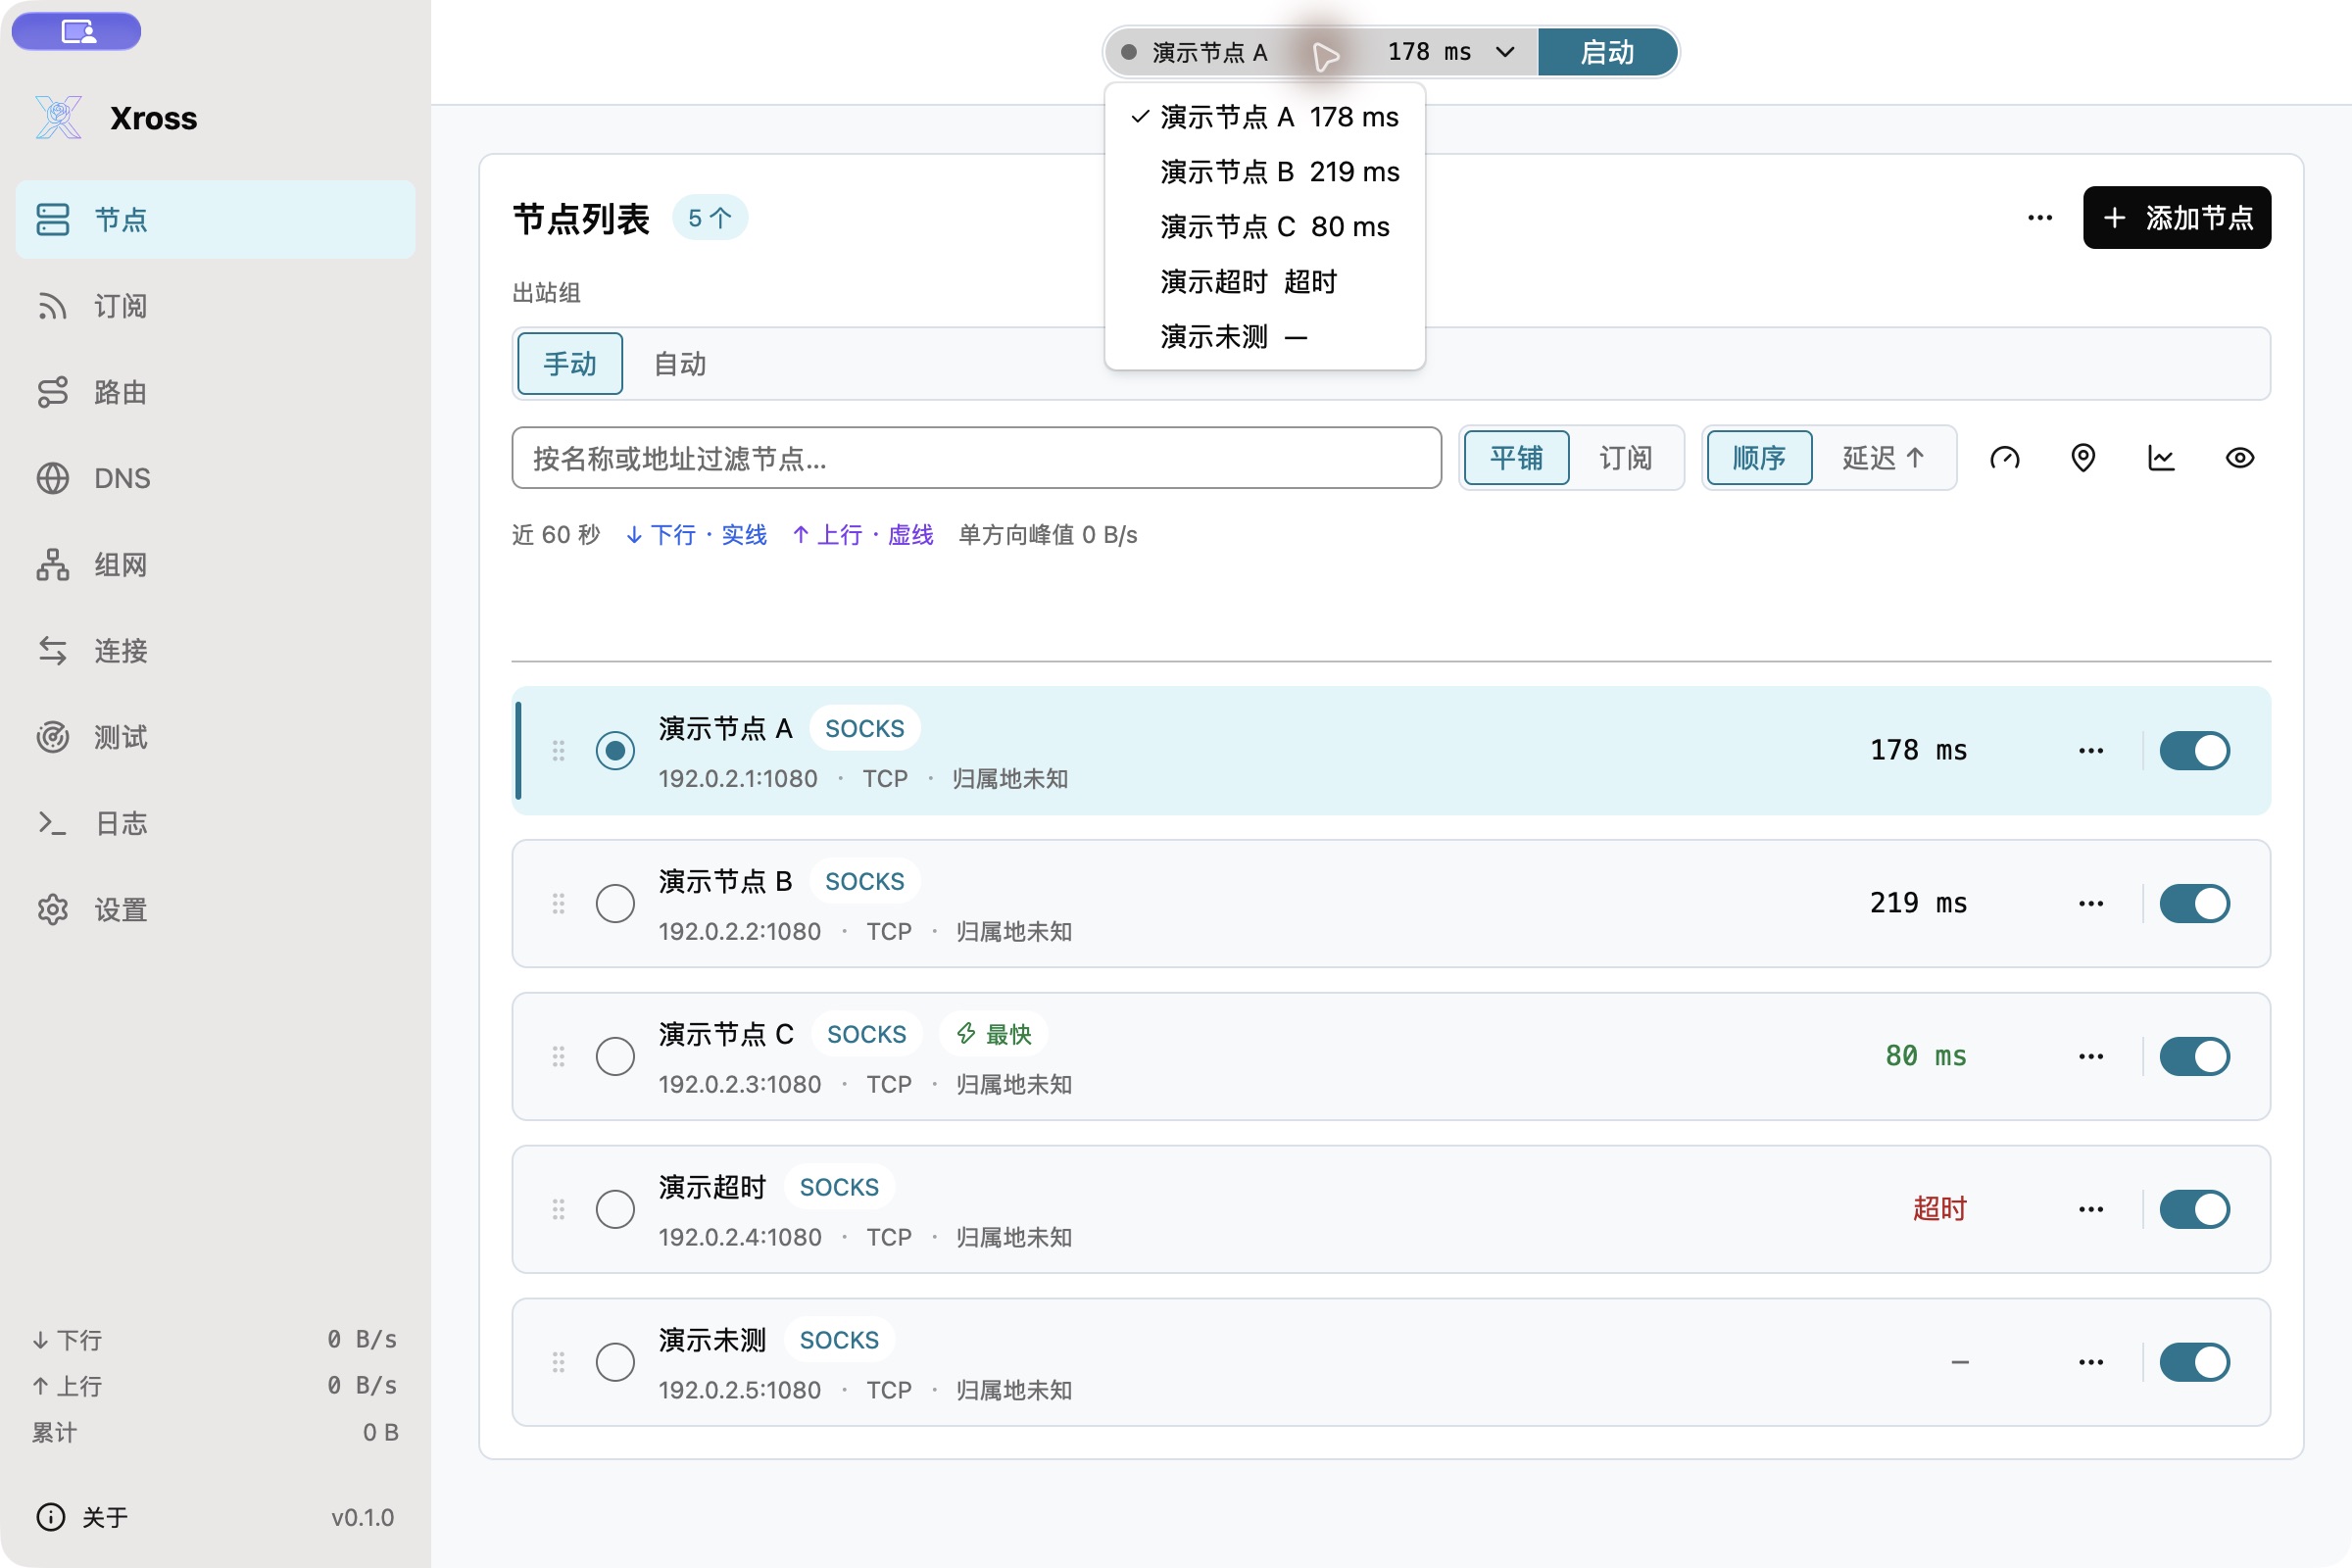 Xross
节点
订阅
路由
DNS
组网
连接
测试
日志
设置
↓ 下行 0 B/s
↑ 上行 0 B/s
累计 0 B
关于 v0.1.0
演示节点 A 178 ms 启动
✓ 演示节点 A 178 ms
演示节点 B 219 ms
演示节点 C 80 ms
演示超时 超时
演示未测 —
节点列表 5 个 ··· + 添加节点
出站组
手动 自动
按名称或地址过滤节点... 平铺 订阅 顺序 延迟 ↑
近 60 秒 ↓ 下行 · 实线 ↑ 上行 · 虚线 单方向峰值 0 B/s
演示节点 A SOCKS 178 ms
192.0.2.1:1080 · TCP · 归属地未知
演示节点 B SOCKS 219 ms
192.0.2.2:1080 · TCP · 归属地未知
演示节点 C SOCKS 最快 80 ms
192.0.2.3:1080 · TCP · 归属地未知
演示超时 SOCKS 超时
192.0.2.4:1080 · TCP · 归属地未知
演示未测 SOCKS —
192.0.2.5:1080 · TCP · 归属地未知